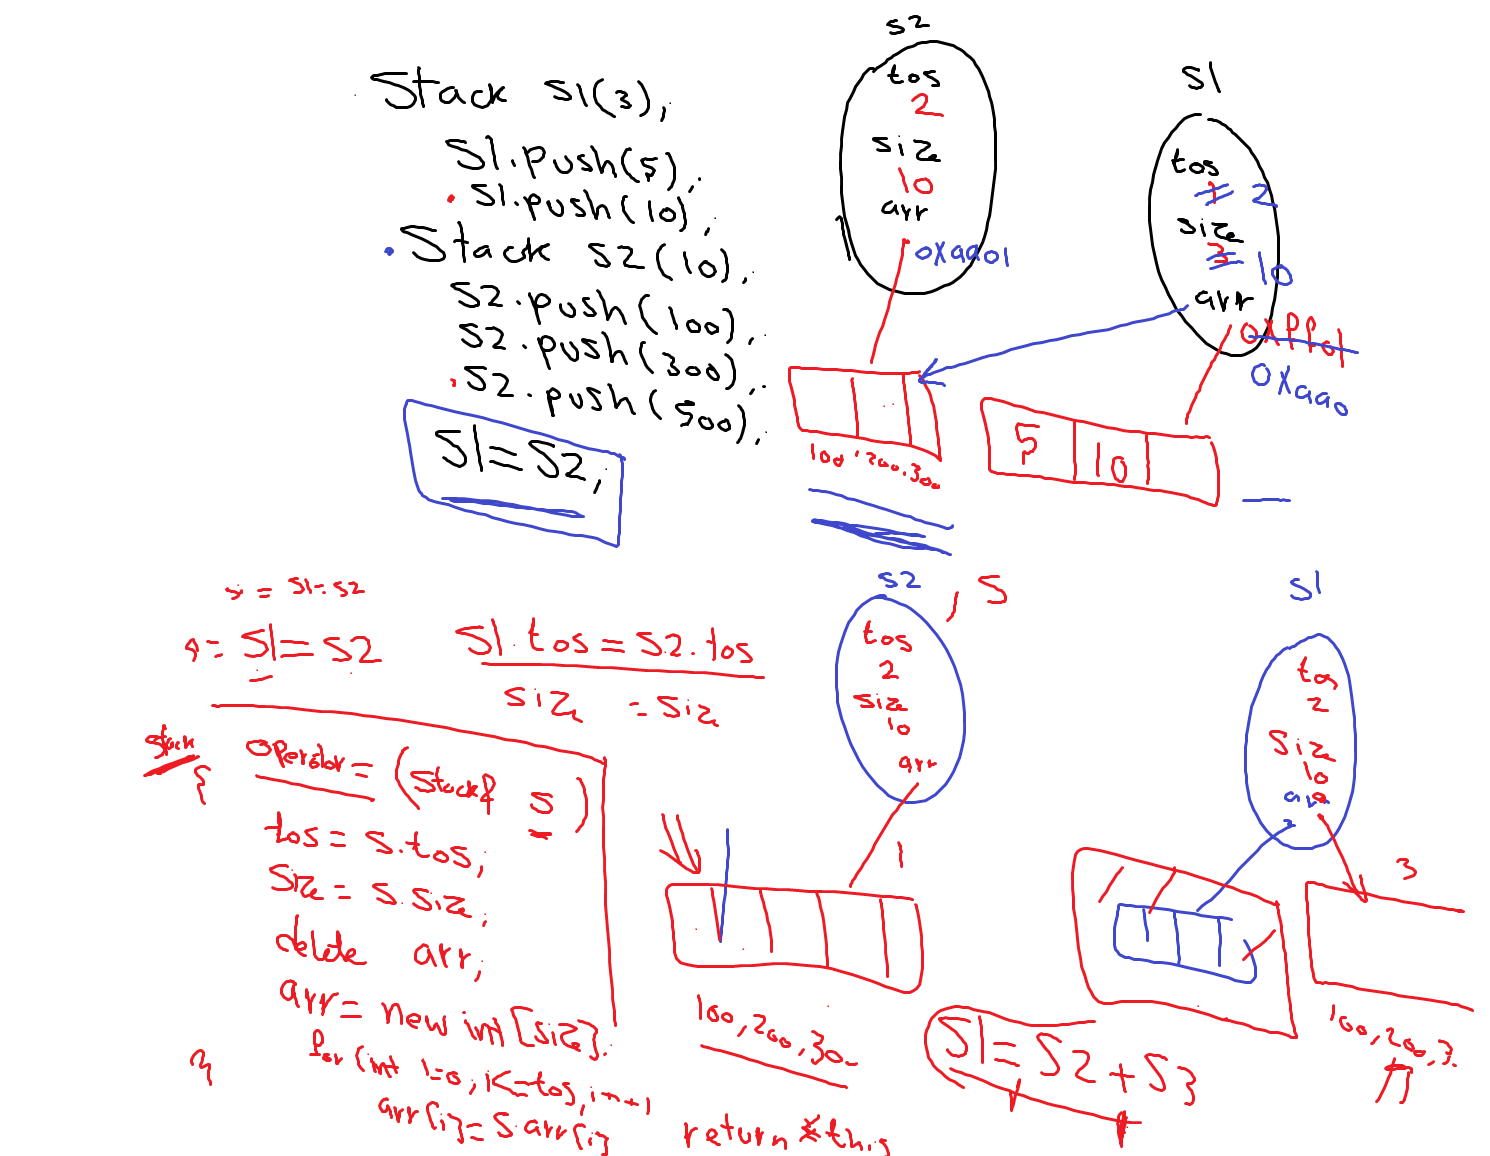 Stack s1(3);
s1.push(5);
s1.push(10);
Stack s2(10);
s2.push(100);
s2.push(300);
s2.push(500);
s1=s2;
s2
tos
2
size
10
arr
0xaa01
100,200,300
s1
tos
1 2
size
3 10
arr
0xff01
0xaa0
5 10
s1=s2
= s1=s2
s1.tos = s2.tos
size = size
stack operator= (stack& s)
{
tos = s.tos;
size = s.size;
delete arr;
arr = new int[size];
for(int i=0; i<=tos; i++)
arr[i]=s.arr[i]
return *this
}
s2, s
tos
2
size
10
arr
1
100,200,300
s1
tos
2
size
10
arr
3
100,200,3
s1=s2+s3